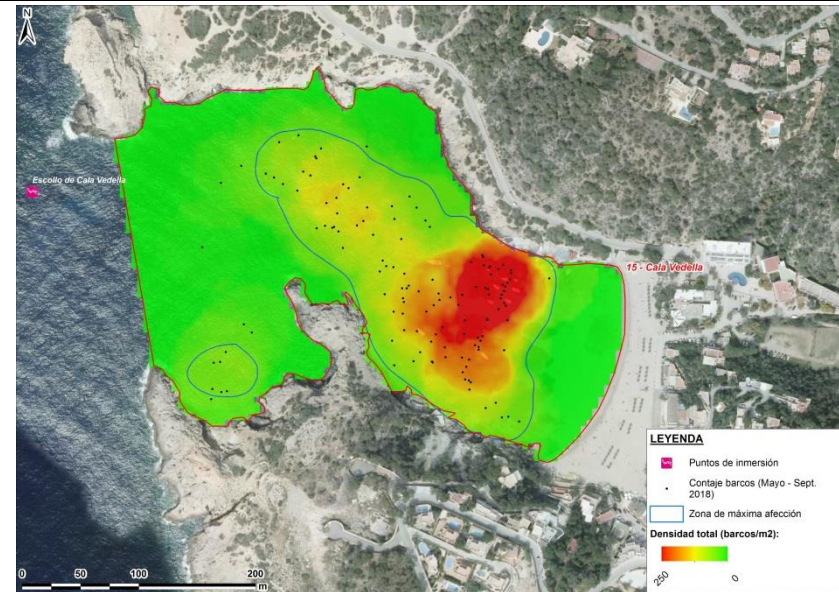 N
Escollo de Cala Vedella
15 - Cala Vedella
LEYENDA
Puntos de inmersión
Contaje barcos (Mayo - Sept.
2018)
Zona de máxima afección
Densidad total (barcos/m2):
250 0
0 50 100 200
m